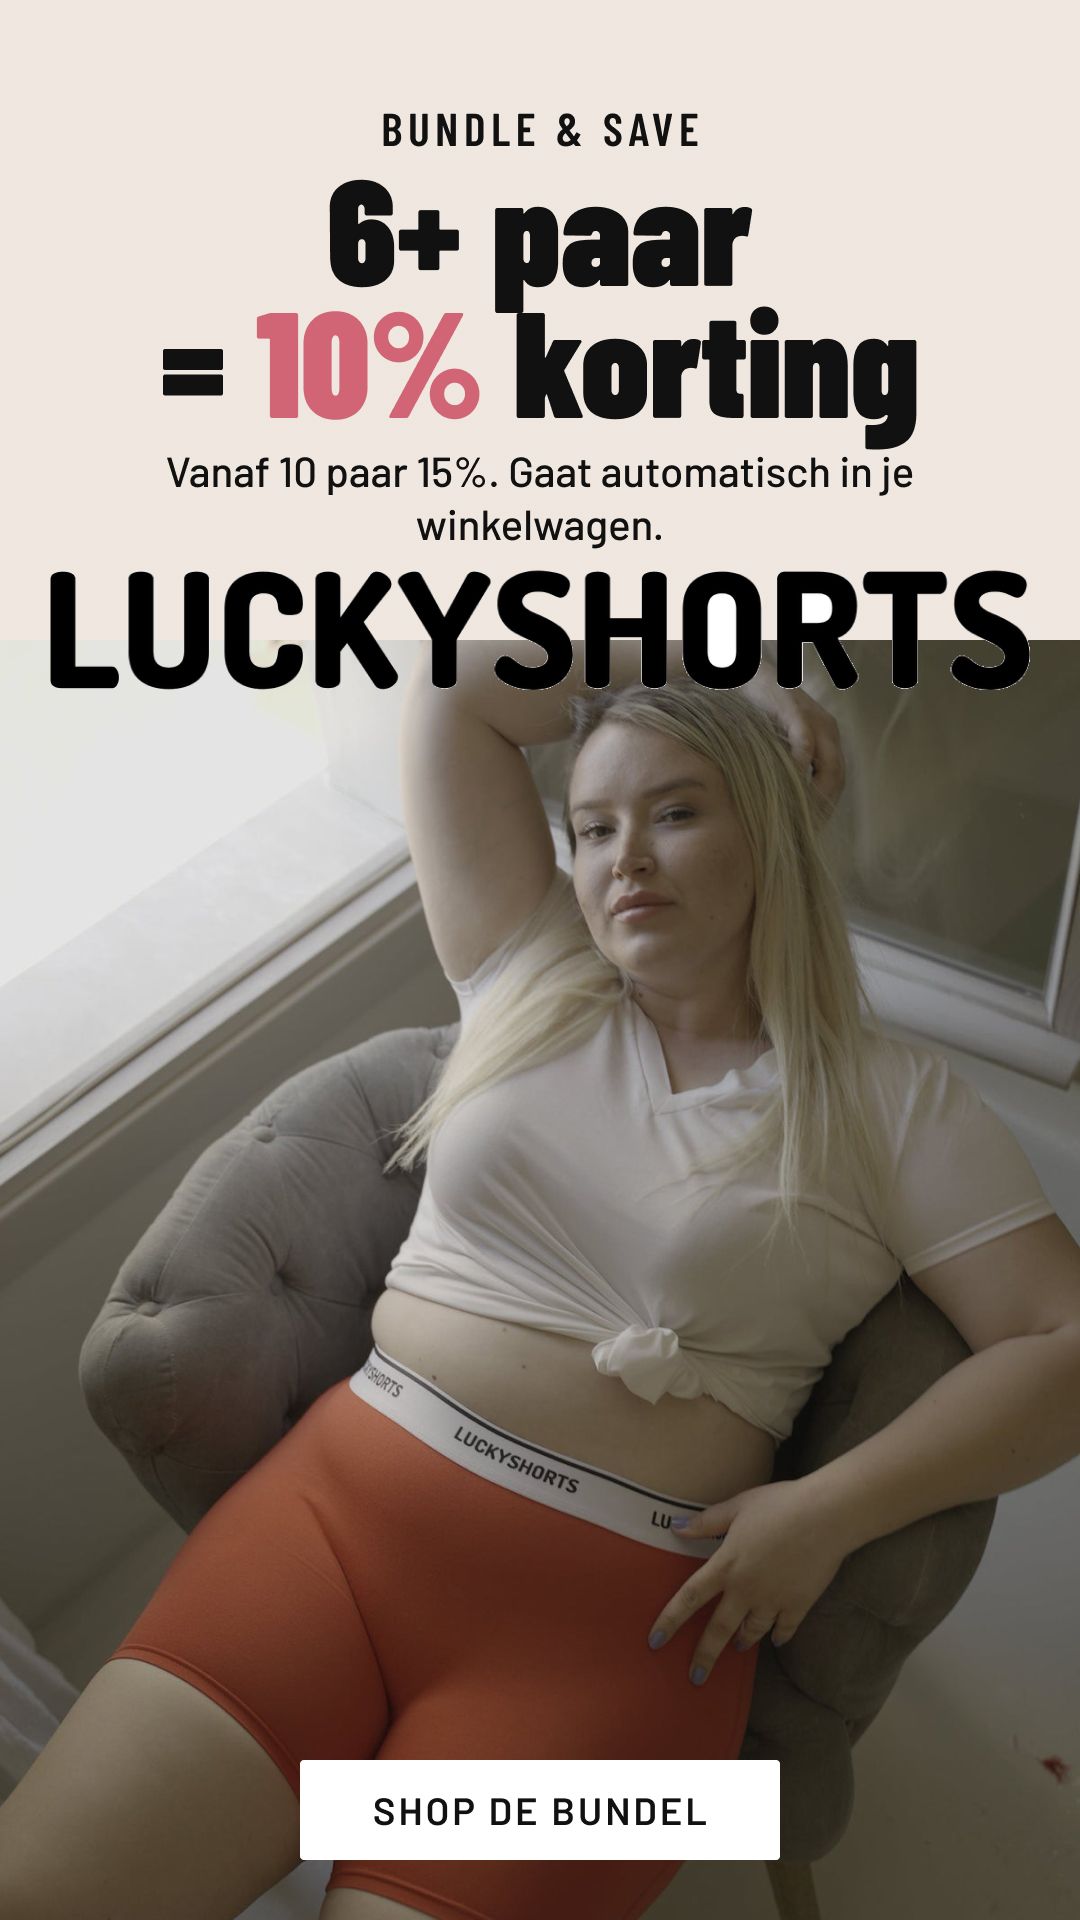 BUNDLE & SAVE
6+ paar
= 10% korting
Vanaf 10 paar 15%. Gaat automatisch in je
winkelwagen.
LUCKYSHORTS
LUCKYSHORTS
SHOP DE BUNDEL